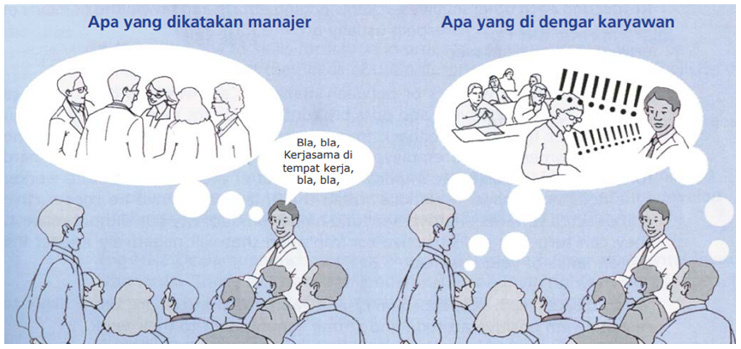 Apa yang dikatakan manajer
Apa yang di dengar karyawan
Bla, bla,
Kerjasama di
tempat kerja,
bla, bla,
!!!!!!!!!
!!!!!!!!!!!